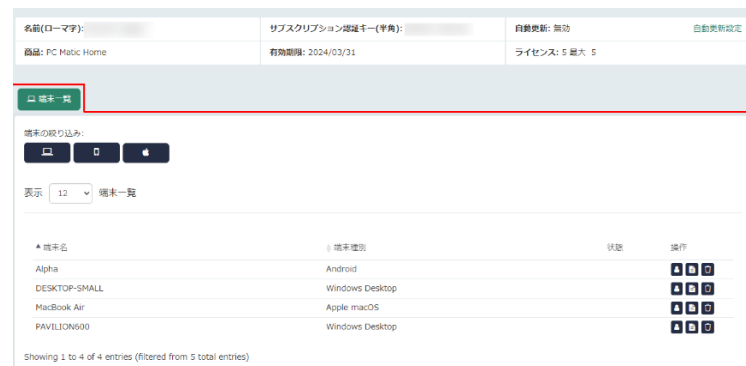 名前(ローマ字):
サブスクリプション認証キー(半角):
自動更新: 無効
自動更新設定
商品: PC Matic Home
有効期限: 2024/03/31
ライセンス: 5 最大 5
端末一覧
端末の絞り込み:
表示 12 端末一覧
端末名 端末種別 状態 操作
Alpha Android
DESKTOP-SMALL Windows Desktop
MacBook Air Apple macOS
PAVILION600 Windows Desktop
Showing 1 to 4 of 4 entries (filtered from 5 total entries)